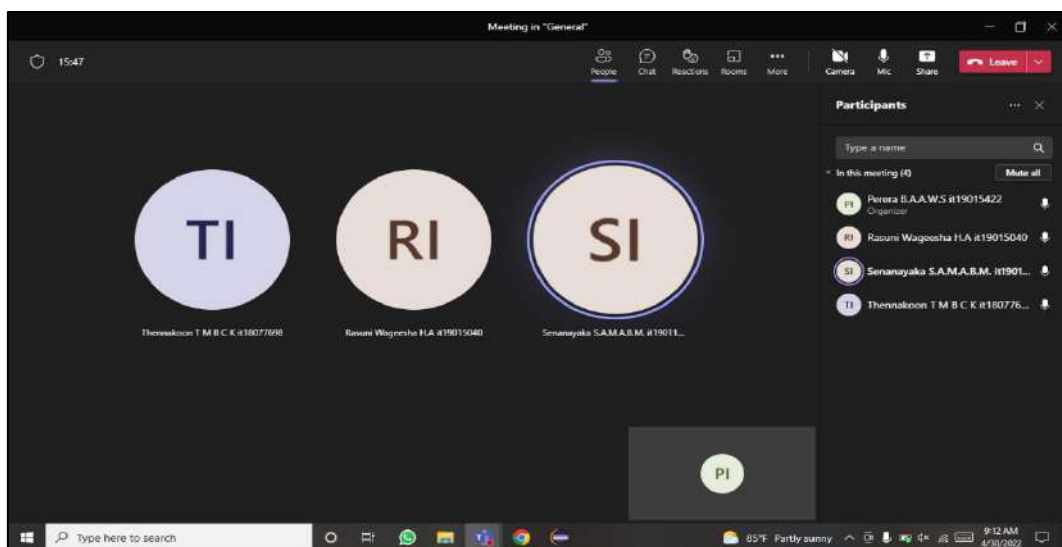 Meeting in "General"
15:47
People
Chat
Reactions
Rooms
More
Camera
Mic
Share
Leave
Participants
Type a name
In this meeting (4)
Mute all
PI
Perera B.A.A.W.S it19015422
Organizer
RI
Rasuni Wageesha H.A it19015040
SI
Senanayaka S.A.M.A.B.M. it1901...
TI
Thennakoon T M B C K it180776...
TI
RI
SI
Thennakoon T M B C K it18077698
Rasuni Wageesha H.A it19015040
Senanayaka S.A.M.A.B.M. it19011...
PI
Type here to search
85°F Partly sunny
9:12 AM
4/30/2022